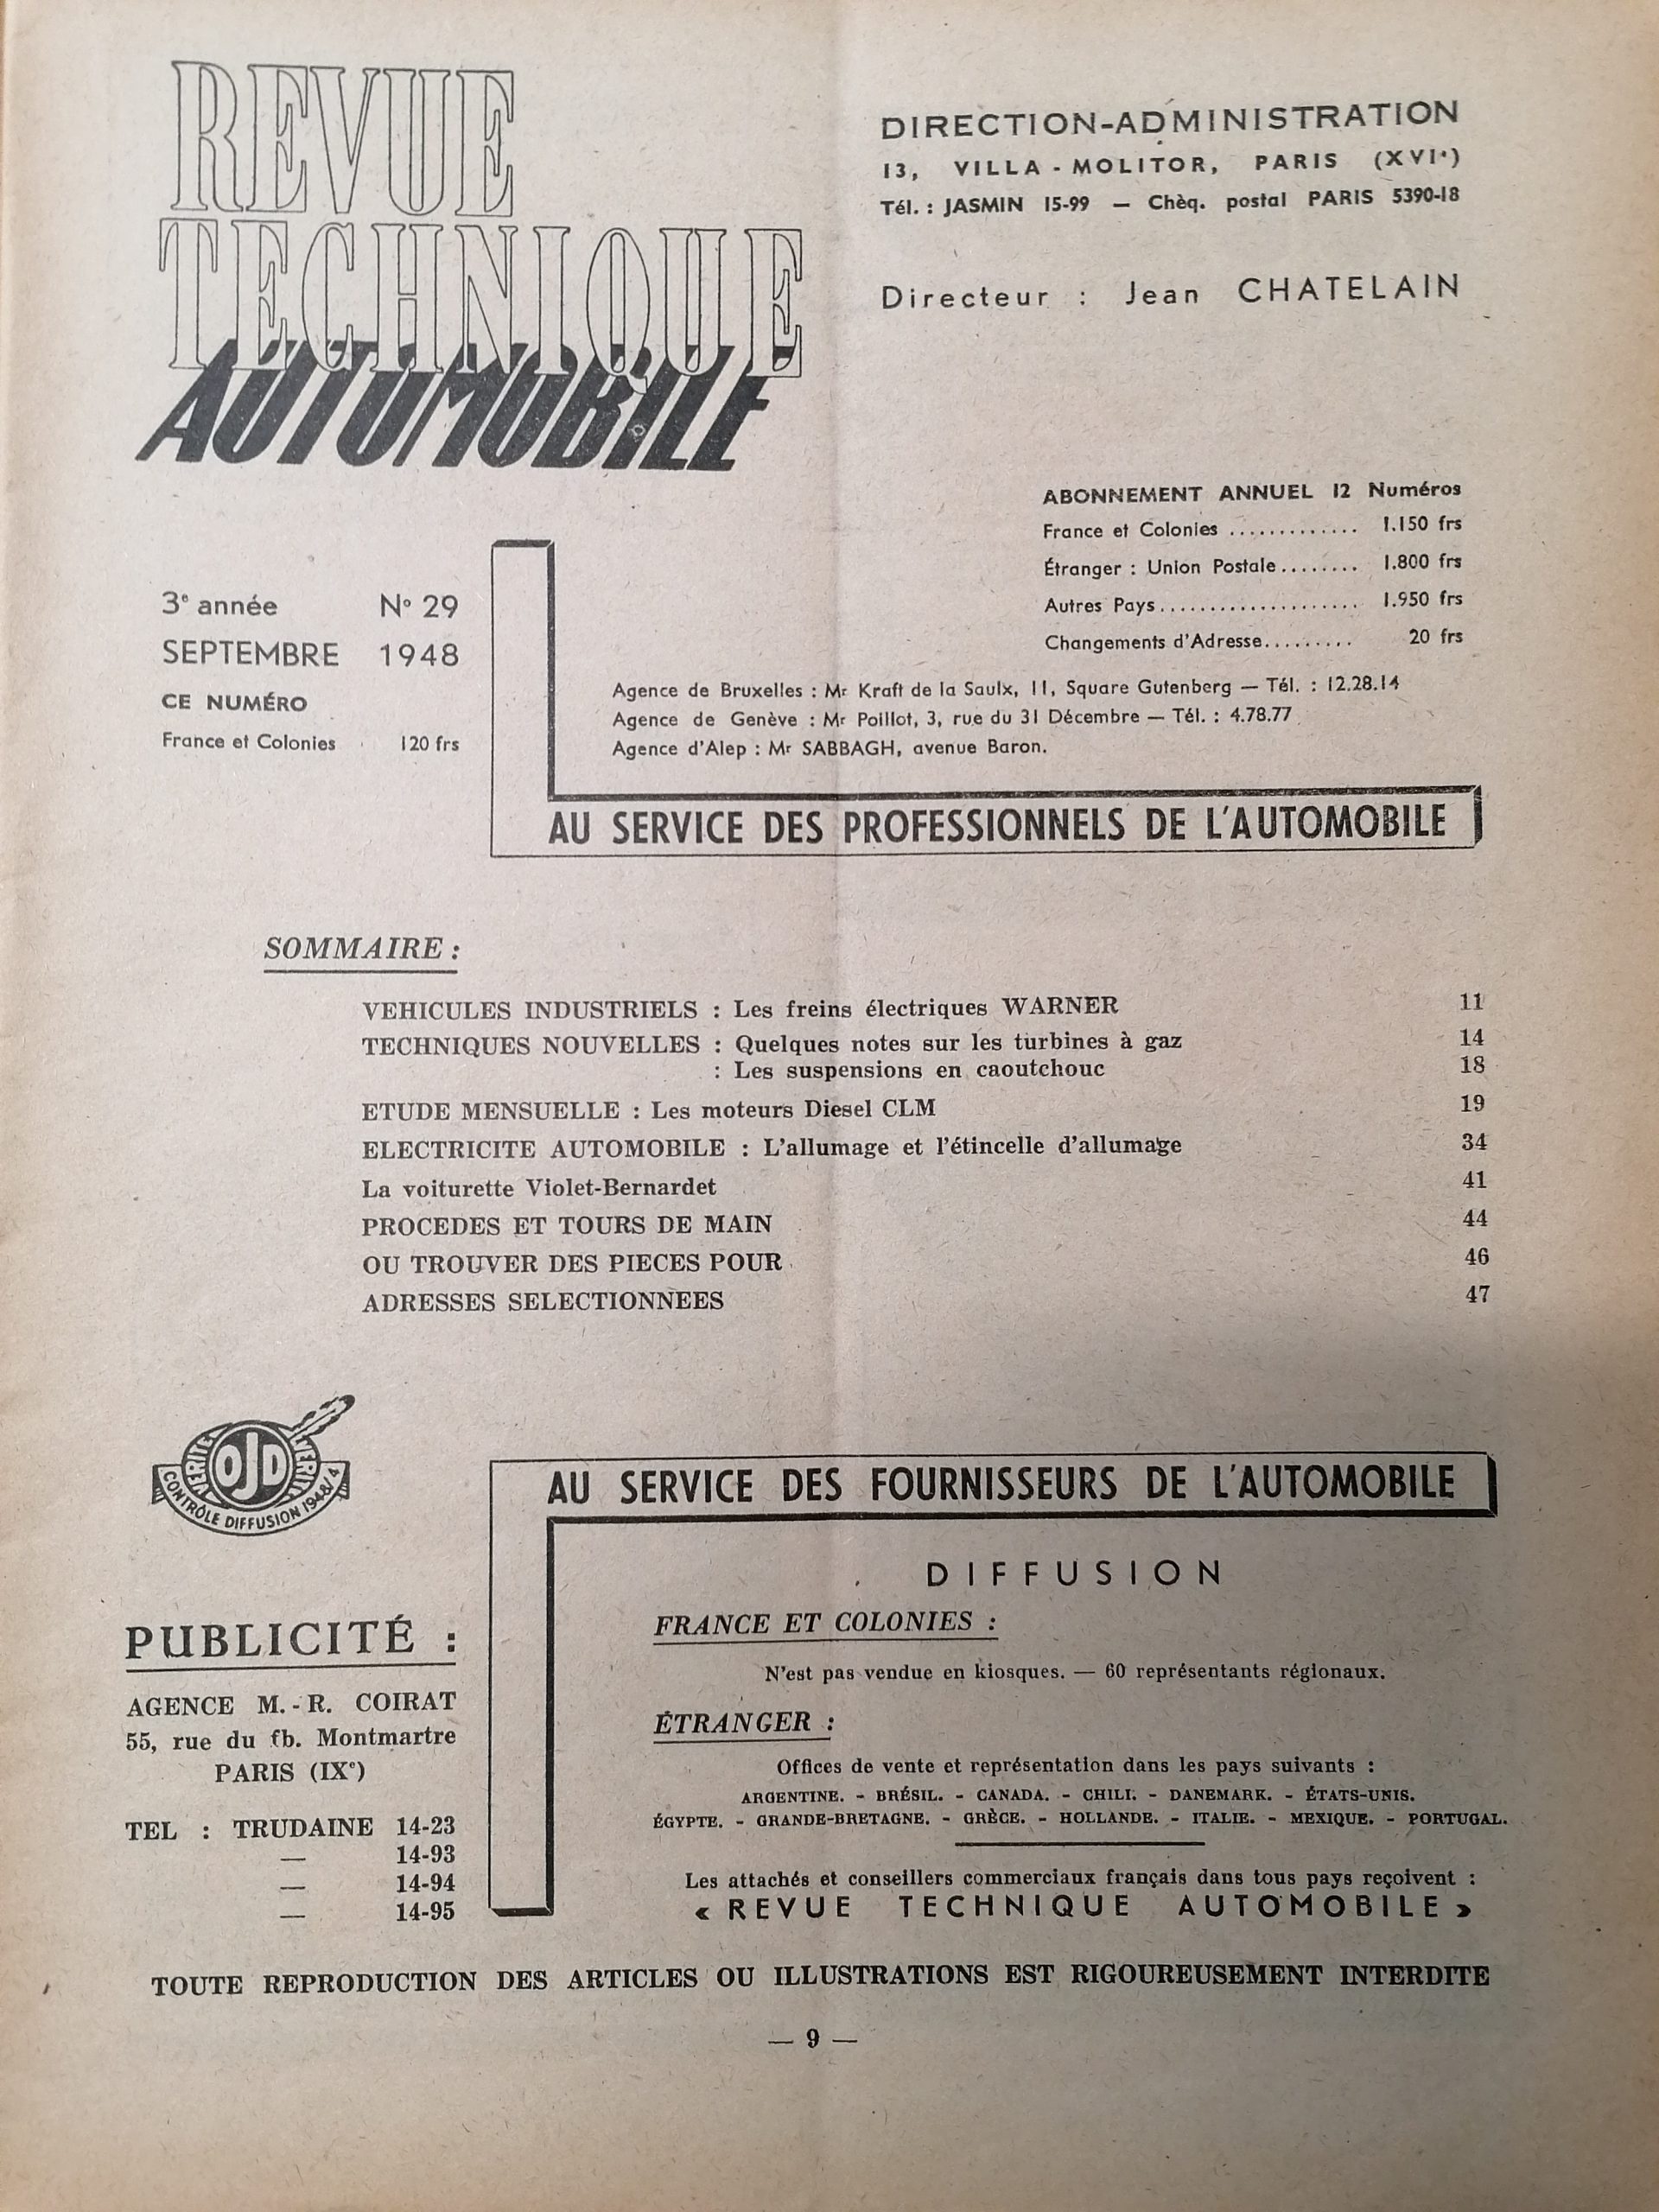 REVUE
TECHNIQUE
AUTOMOBILE
DIRECTION-ADMINISTRATION
13, VILLA - MOLITOR, PARIS (XVIe)
Tél. : JASMIN 15-99 — Chèq. postal PARIS 5390-18
Directeur : Jean CHATELAIN
ABONNEMENT ANNUEL 12 Numéros
France et Colonies ............. 1.150 frs
Étranger : Union Postale........ 1.800 frs
Autres Pays.................... 1.950 frs
Changements d'Adresse......... 20 frs
3e année No 29
SEPTEMBRE 1948
CE NUMÉRO
France et Colonies 120 frs
Agence de Bruxelles : Mr Kraft de la Saulx, 11, Square Gutenberg — Tél. : 12.28.14
Agence de Genève : Mr Poillot, 3, rue du 31 Décembre — Tél. : 4.78.77
Agence d'Alep : Mr SABBAGH, avenue Baron.
AU SERVICE DES PROFESSIONNELS DE L'AUTOMOBILE
SOMMAIRE :
VEHICULES INDUSTRIELS : Les freins électriques WARNER 11
TECHNIQUES NOUVELLES : Quelques notes sur les turbines à gaz 14
: Les suspensions en caoutchouc 18
ETUDE MENSUELLE : Les moteurs Diesel CLM 19
ELECTRICITE AUTOMOBILE : L'allumage et l'étincelle d'allumage 34
La voiturette Violet-Bernardet 41
PROCEDES ET TOURS DE MAIN 44
OU TROUVER DES PIECES POUR 46
ADRESSES SELECTIONNEES 47
VERITE OJD VERITE
CONTRÔLE DIFFUSION 1948/4
AU SERVICE DES FOURNISSEURS DE L'AUTOMOBILE
PUBLICITÉ :
AGENCE M.-R. COIRAT
55, rue du fb. Montmartre
PARIS (IXe)
TEL : TRUDAINE 14-23
— 14-93
— 14-94
— 14-95
DIFFUSION
FRANCE ET COLONIES :
N'est pas vendue en kiosques. — 60 représentants régionaux.
ÉTRANGER :
Offices de vente et représentation dans les pays suivants :
ARGENTINE. - BRÉSIL. - CANADA. - CHILI. - DANEMARK. - ÉTATS-UNIS.
ÉGYPTE. - GRANDE-BRETAGNE. - GRÈCE. - HOLLANDE. - ITALIE. - MEXIQUE. - PORTUGAL.
Les attachés et conseillers commerciaux français dans tous pays reçoivent :
« REVUE TECHNIQUE AUTOMOBILE »
TOUTE REPRODUCTION DES ARTICLES OU ILLUSTRATIONS EST RIGOUREUSEMENT INTERDITE
— 9 —